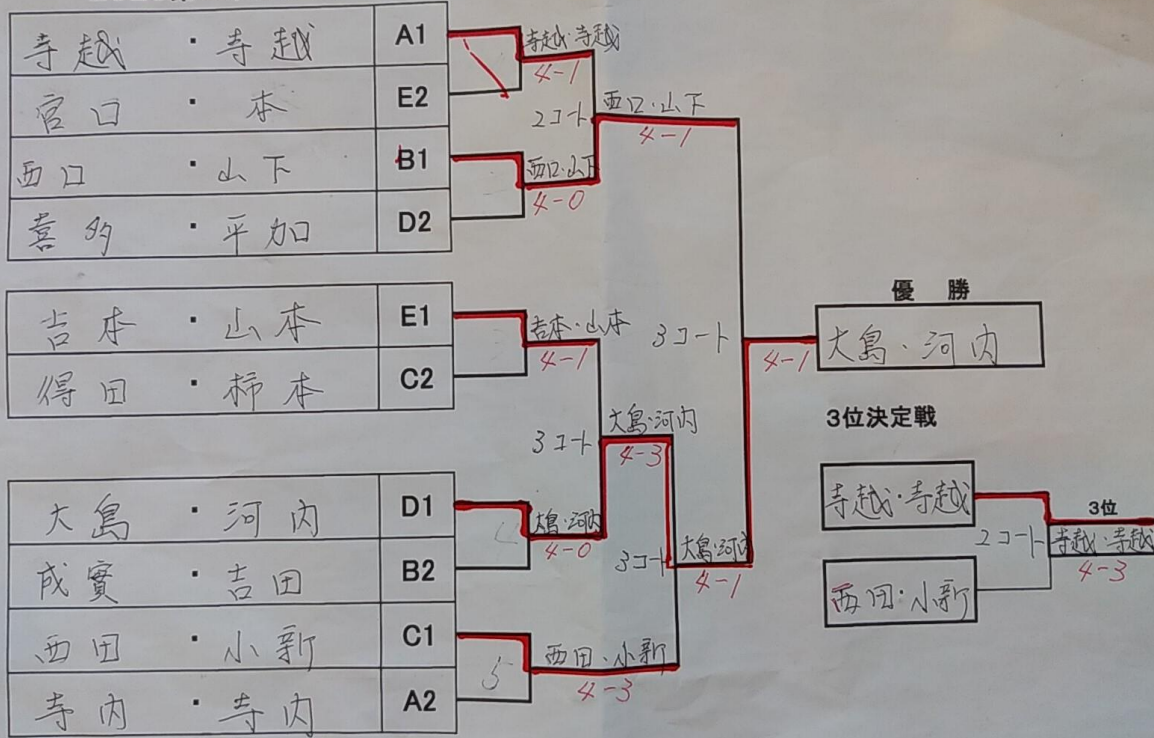 寺越・寺越 A1
宮口・本 E2
西口・山下 B1
喜多・平加 D2
吉本・山本 E1
得田・柿本 C2
大島・河内 D1
成實・吉田 B2
西田・小新 C1
寺内・寺内 A2
寺越・寺越
4-1
2コート
西口・山下
4-0
西口・山下
4-1
吉本・山本
4-1
3コート
大島・河内
4-0
大島・河内
4-3
3コート
大島・河内
4-1
5
西田・小新
4-3
3コート
4-1
優勝
大島・河内
3位決定戦
寺越・寺越
西田・小新
2コート
3位
寺越・寺越
4-3